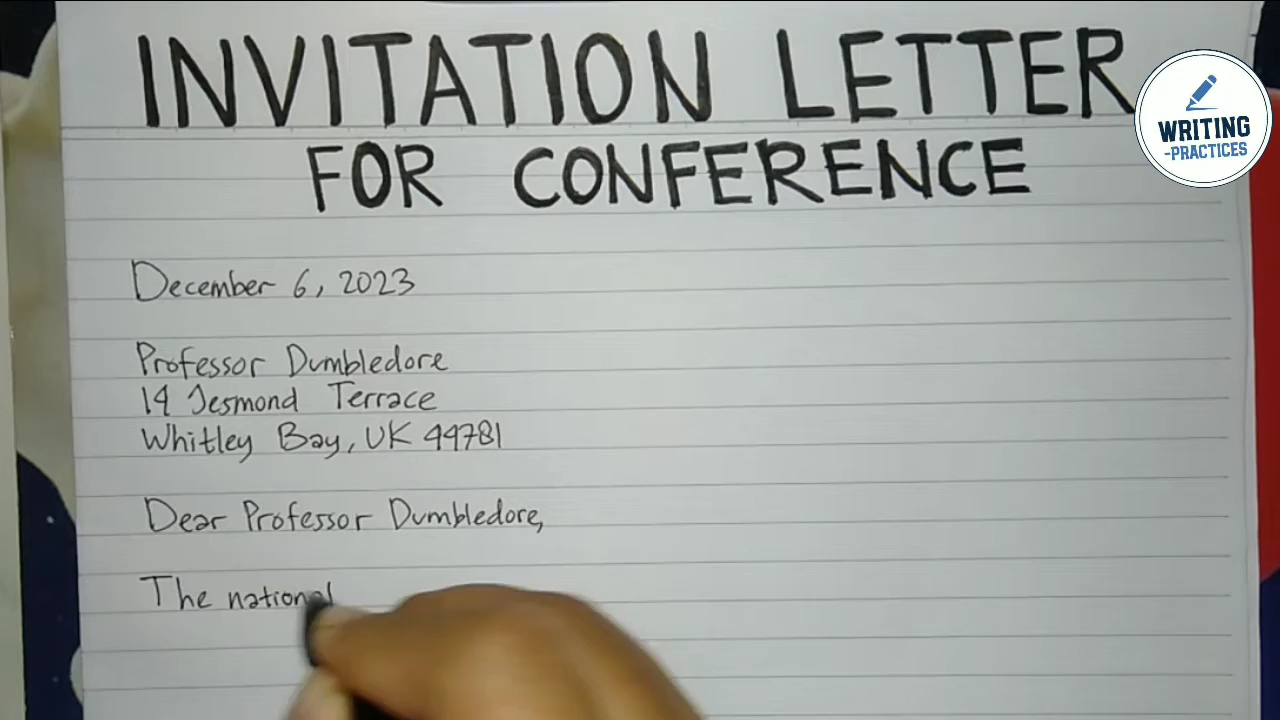 INVITATION LETTER
FOR CONFERENCE
WRITING
-PRACTICES
December 6, 2023
Professor Dumbledore
14 Jesmond Terrace
Whitley Bay, UK 44781
Dear Professor Dumbledore,
The national